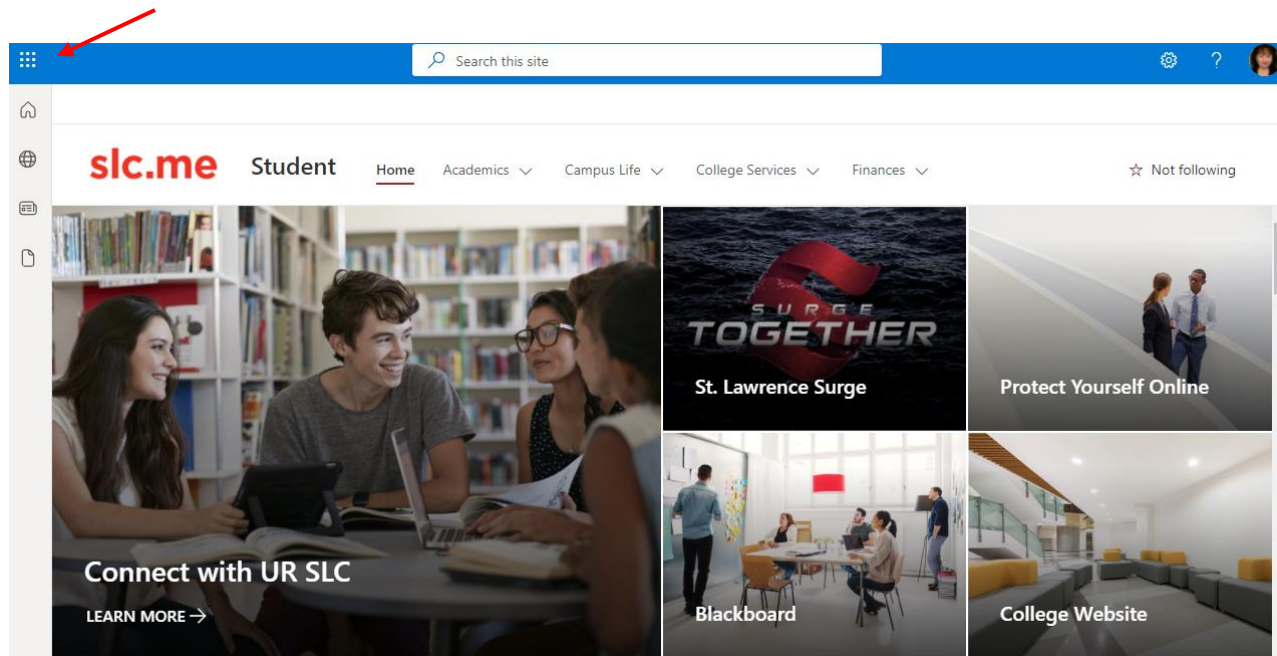 Search this site
?
slc.me Student Home Academics Campus Life College Services Finances Not following
SURGE
TOGETHER
St. Lawrence Surge
Protect Yourself Online
Connect with UR SLC
LEARN MORE →
Blackboard
College Website